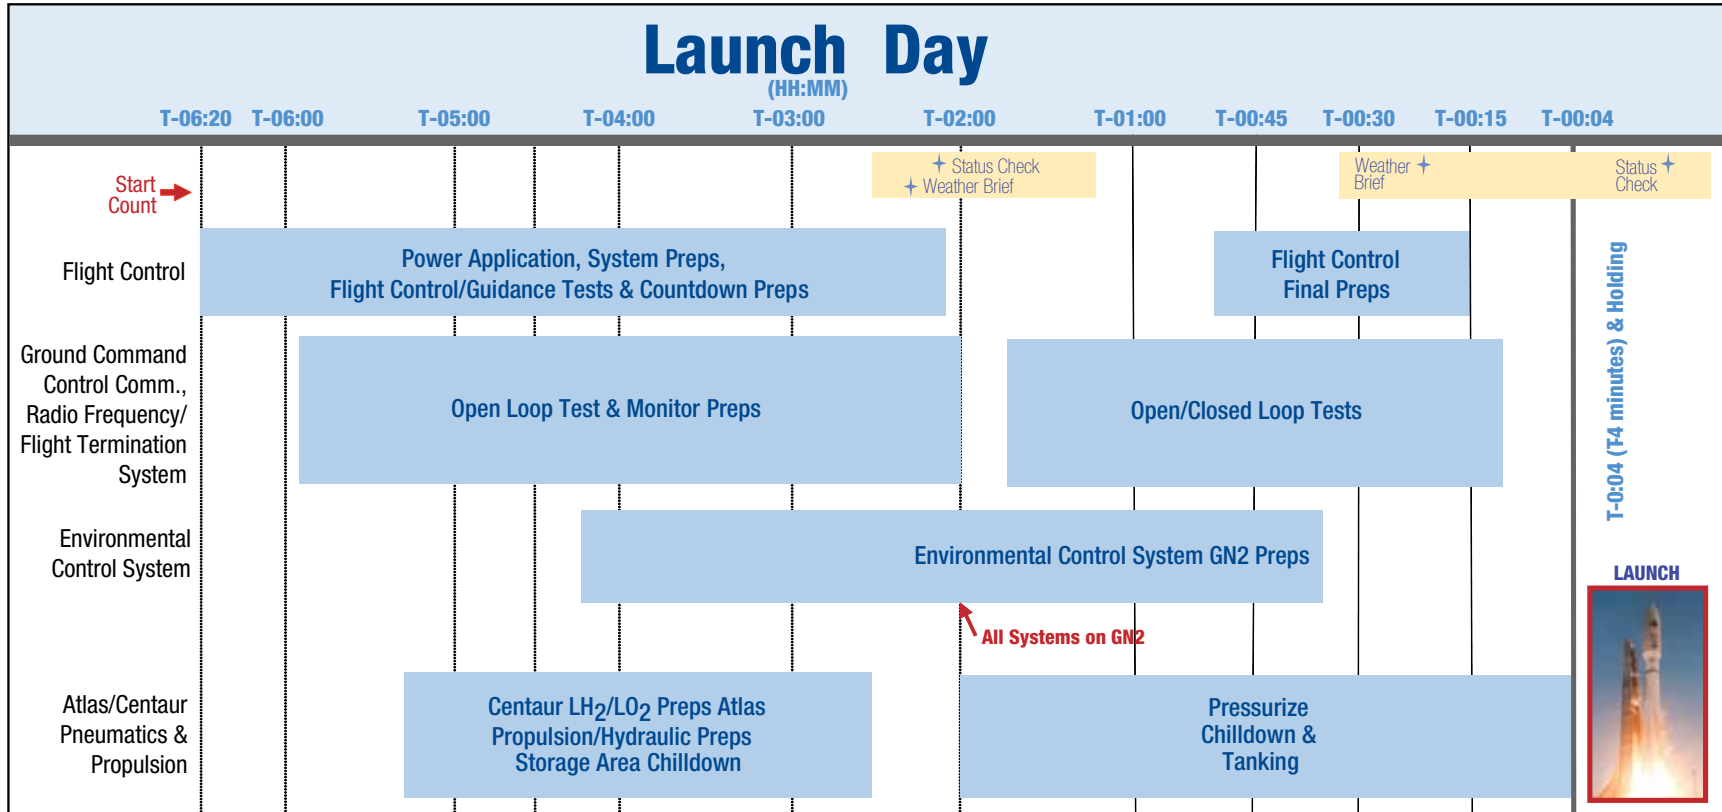 Launch Day
(HH:MM)
T-06:20 T-06:00 T-05:00 T-04:00 T-03:00 T-02:00 T-01:00 T-00:45 T-00:30 T-00:15 T-00:04
Start
Count
Status Check
Weather Brief
Weather
Brief
Status
Check
Flight Control
Power Application, System Preps,
Flight Control/Guidance Tests & Countdown Preps
Flight Control
Final Preps
Ground Command
Control Comm.,
Radio Frequency/
Flight Termination
System
Open Loop Test & Monitor Preps
Open/Closed Loop Tests
T-0:04 (T-4 minutes) & Holding
Environmental
Control System
Environmental Control System GN2 Preps
All Systems on GN2
LAUNCH
Atlas/Centaur
Pneumatics &
Propulsion
Centaur LH2/LO2 Preps Atlas
Propulsion/Hydraulic Preps
Storage Area Chilldown
Pressurize
Chilldown &
Tanking